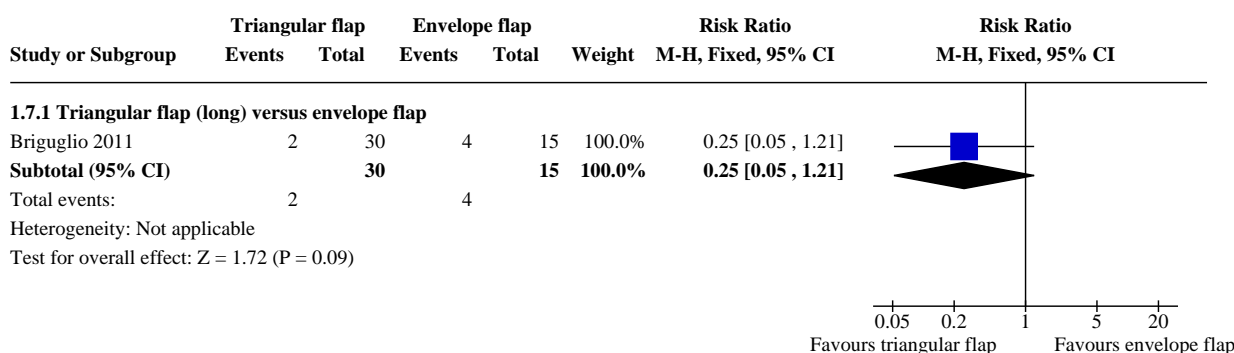 Triangular flap Envelope flap Risk Ratio Risk Ratio
Study or Subgroup Events Total Events Total Weight M-H, Fixed, 95% CI M-H, Fixed, 95% CI
1.7.1 Triangular flap (long) versus envelope flap
Briguglio 2011 2 30 4 15 100.0% 0.25 [0.05 , 1.21]
Subtotal (95% CI) 30 15 100.0% 0.25 [0.05 , 1.21]
Total events: 2 4
Heterogeneity: Not applicable
Test for overall effect: Z = 1.72 (P = 0.09)
0.05 0.2 1 5 20
Favours triangular flap Favours envelope flap